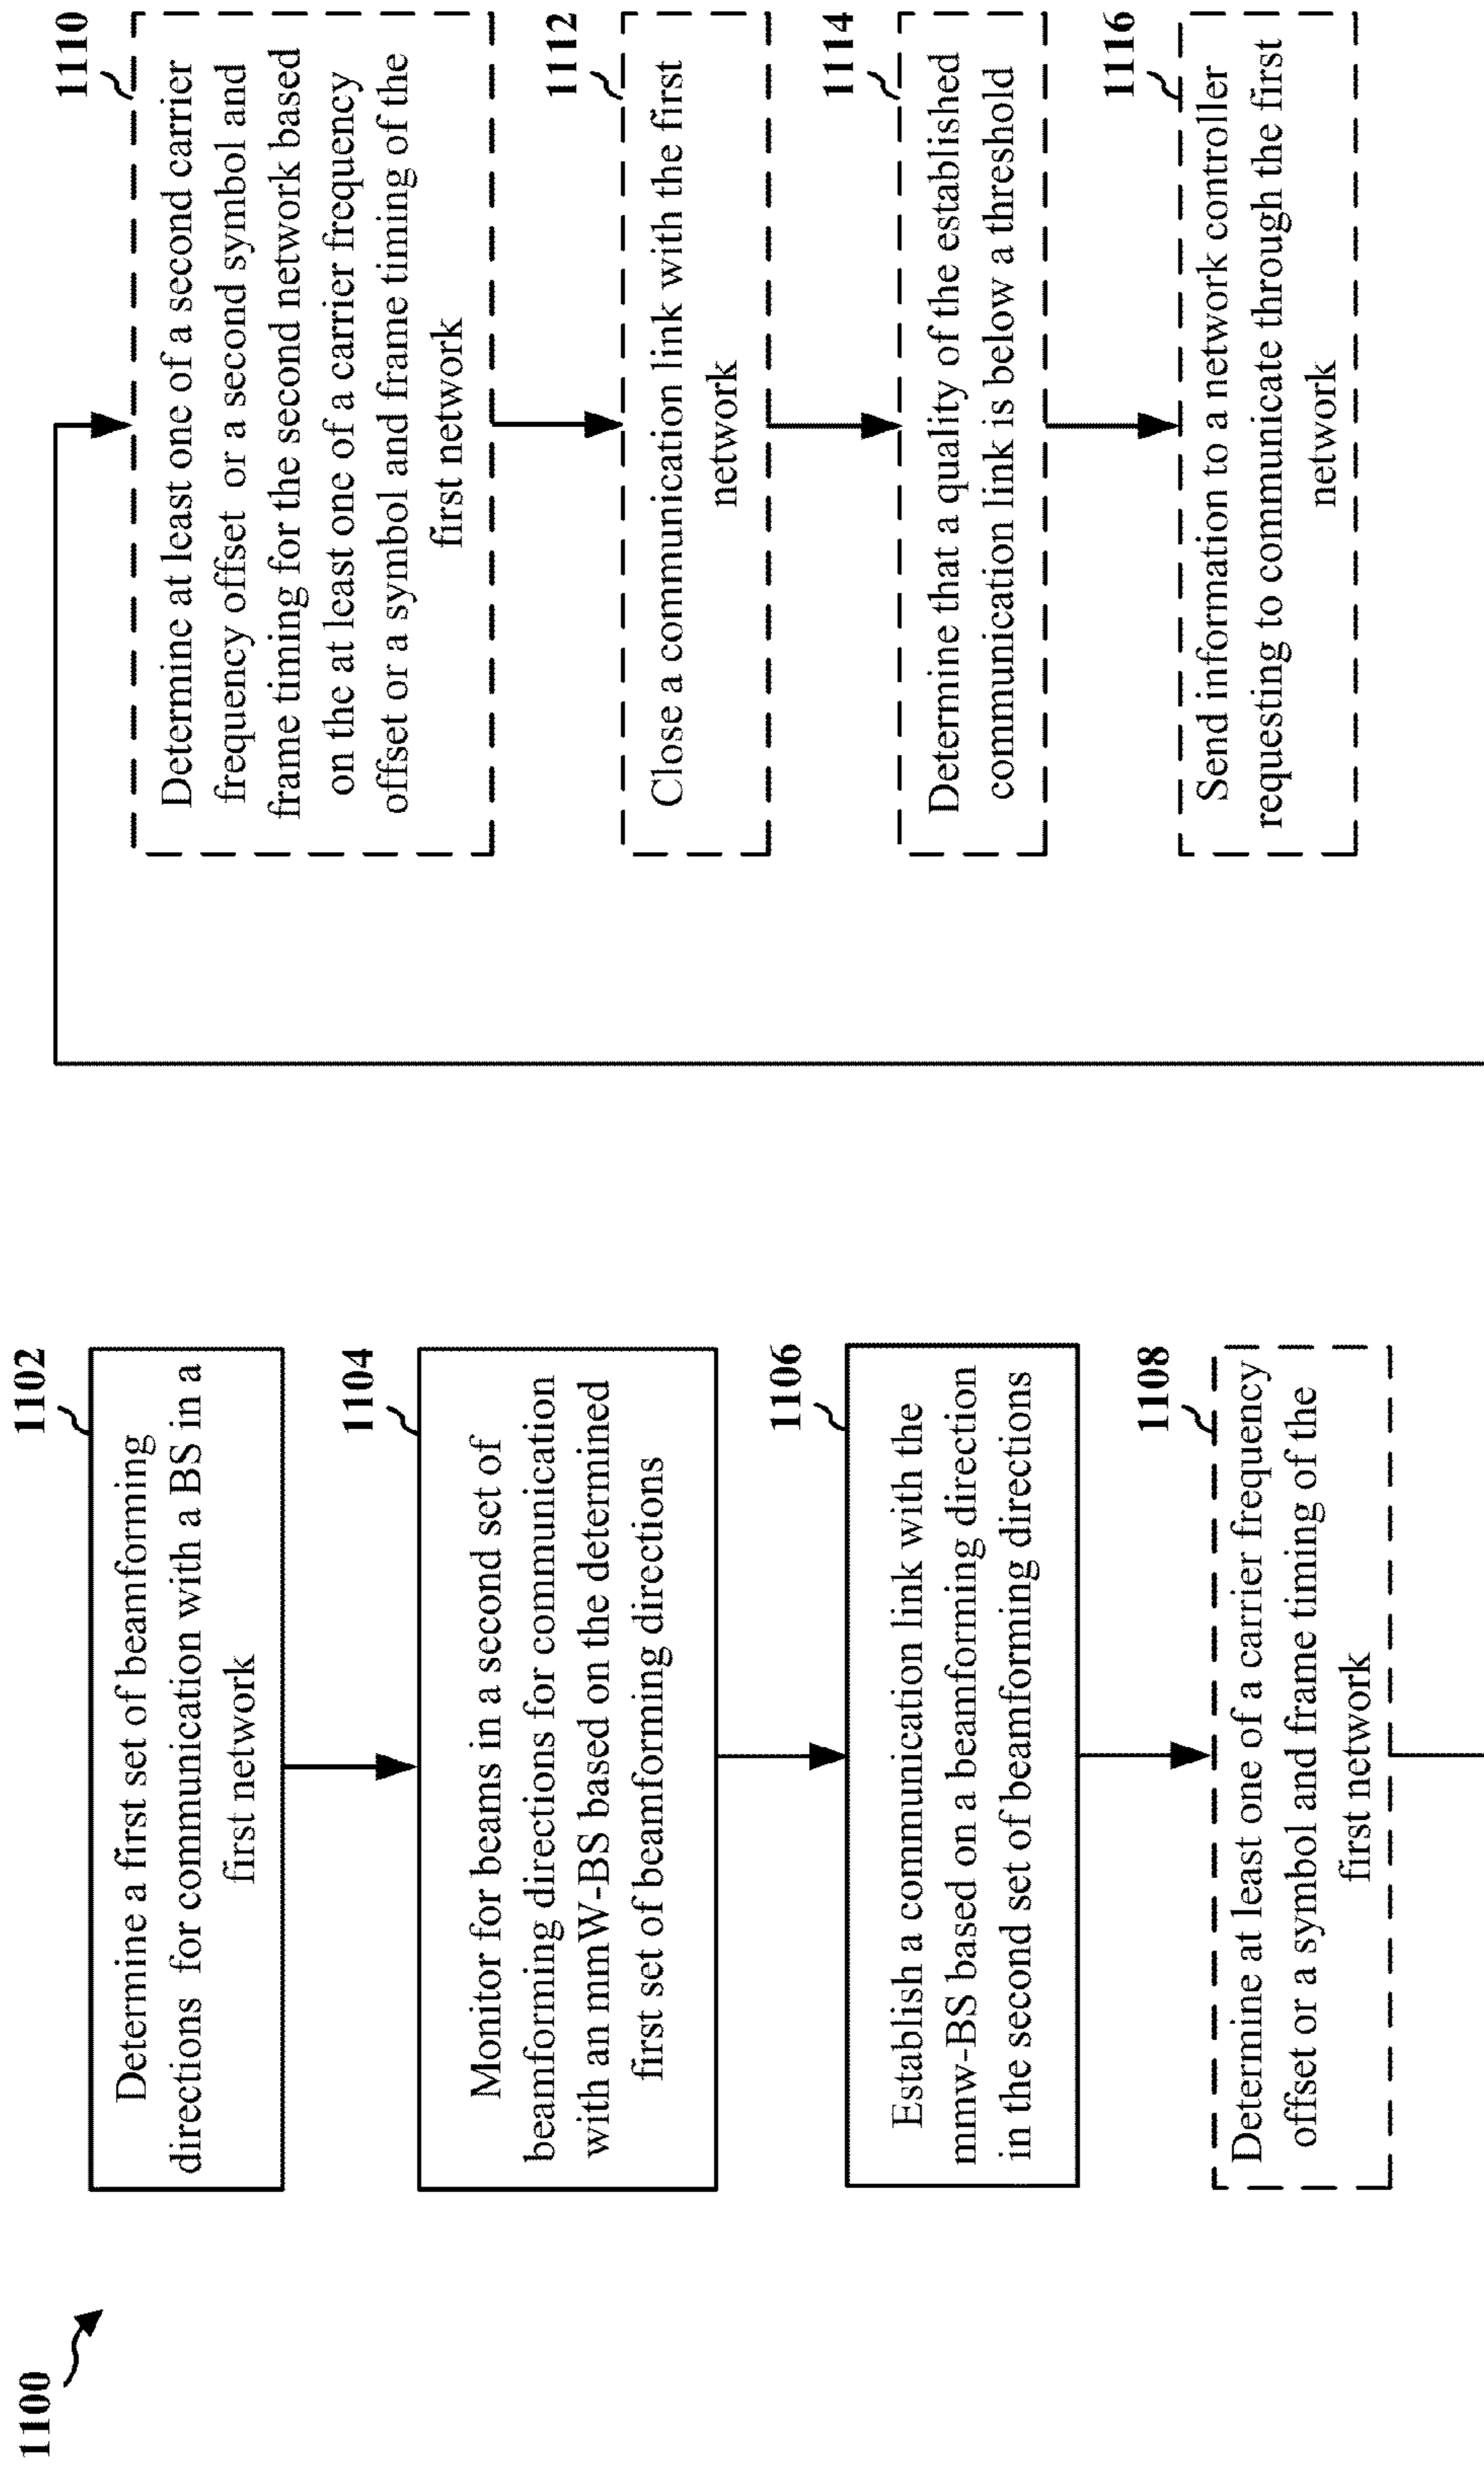 1100
1102
Determine a first set of beamforming
directions for communication with a BS in a
first network
1104
Monitor for beams in a second set of
beamforming directions for communication
with an mmW-BS based on the determined
first set of beamforming directions
1106
Establish a communication link with the
mmw-BS based on a beamforming direction
in the second set of beamforming directions
1108
Determine at least one of a carrier frequency
offset or a symbol and frame timing of the
first network
1110
Determine at least one of a second carrier
frequency offset or a second symbol and
frame timing for the second network based
on the at least one of a carrier frequency
offset or a symbol and frame timing of the
first network
1112
Close a communication link with the first
network
1114
Determine that a quality of the established
communication link is below a threshold
1116
Send information to a network controller
requesting to communicate through the first
network